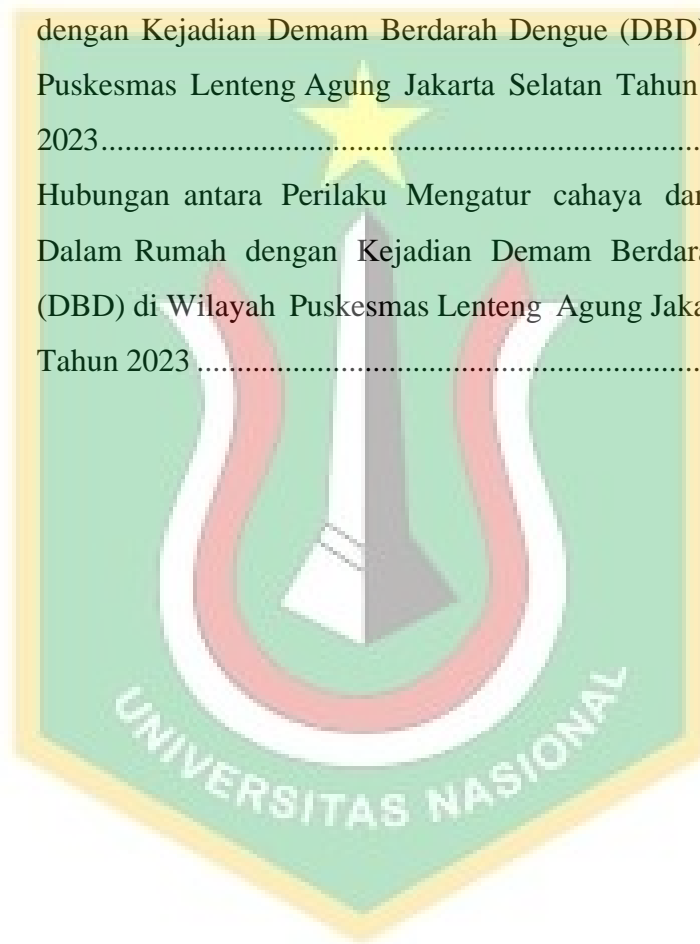 dengan Kejadian Demam Berdarah Dengue (DBD)
Puskesmas Lenteng Agung Jakarta Selatan Tahun
2023..........................................................................
Hubungan antara Perilaku Mengatur cahaya dan
Dalam Rumah dengan Kejadian Demam Berdara
(DBD) di Wilayah Puskesmas Lenteng Agung Jaka
Tahun 2023 ..............................................................
UNIVERSITAS NASIONAL